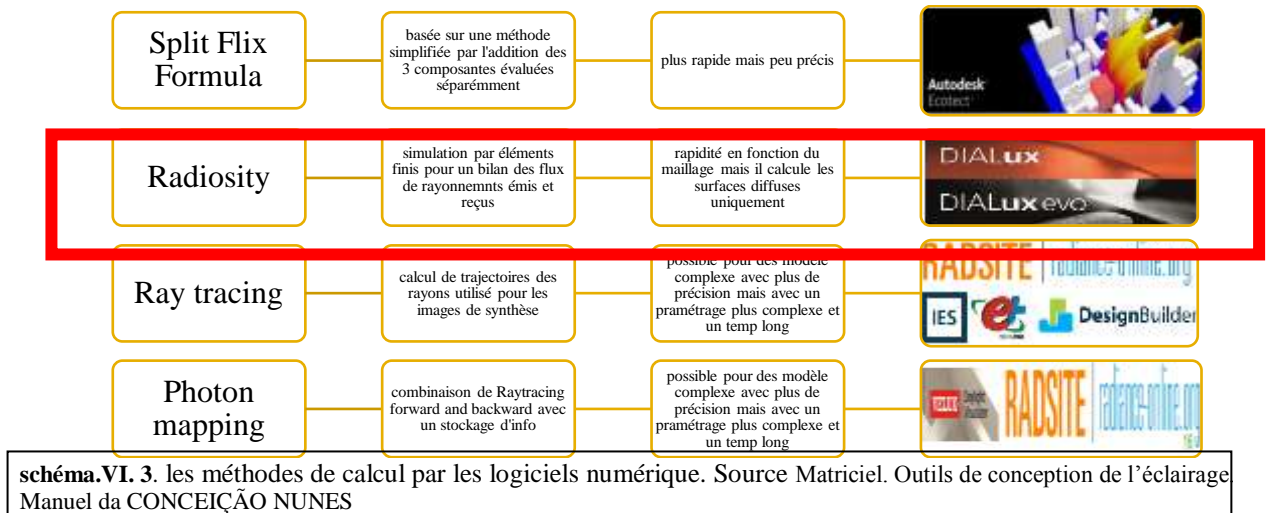 Split Flix
Formula
basée sur une méthode
simplifiée par l'addition des
3 composantes évaluées
séparémment
plus rapide mais peu précis
Autodesk
Ecotect
Radiosity
simulation par éléments
finis pour un bilan des flux
de rayonnemnts émis et
reçus
rapidité en fonction du
maillage mais il calcule les
surfaces diffuses
uniquement
DIALux
DIALux evo
Ray tracing
calcul de trajectoires des
rayons utilisé pour les
images de synthèse
possible pour des modèle
complexe avec plus de
précision mais avec un
pramétrage plus complexe et
un temp long
RADSITE radiance-online.org
IES
DesignBuilder
Photon
mapping
combinaison de Raytracing
forward and backward avec
un stockage d'info
possible pour des modèle
complexe avec plus de
précision mais avec un
pramétrage plus complexe et
un temp long
RADSITE radiance-online.org
schéma.VI. 3. les méthodes de calcul par les logiciels numérique. Source Matriciel. Outils de conception de l'éclairage.
Manuel da CONCEIÇÃO NUNES